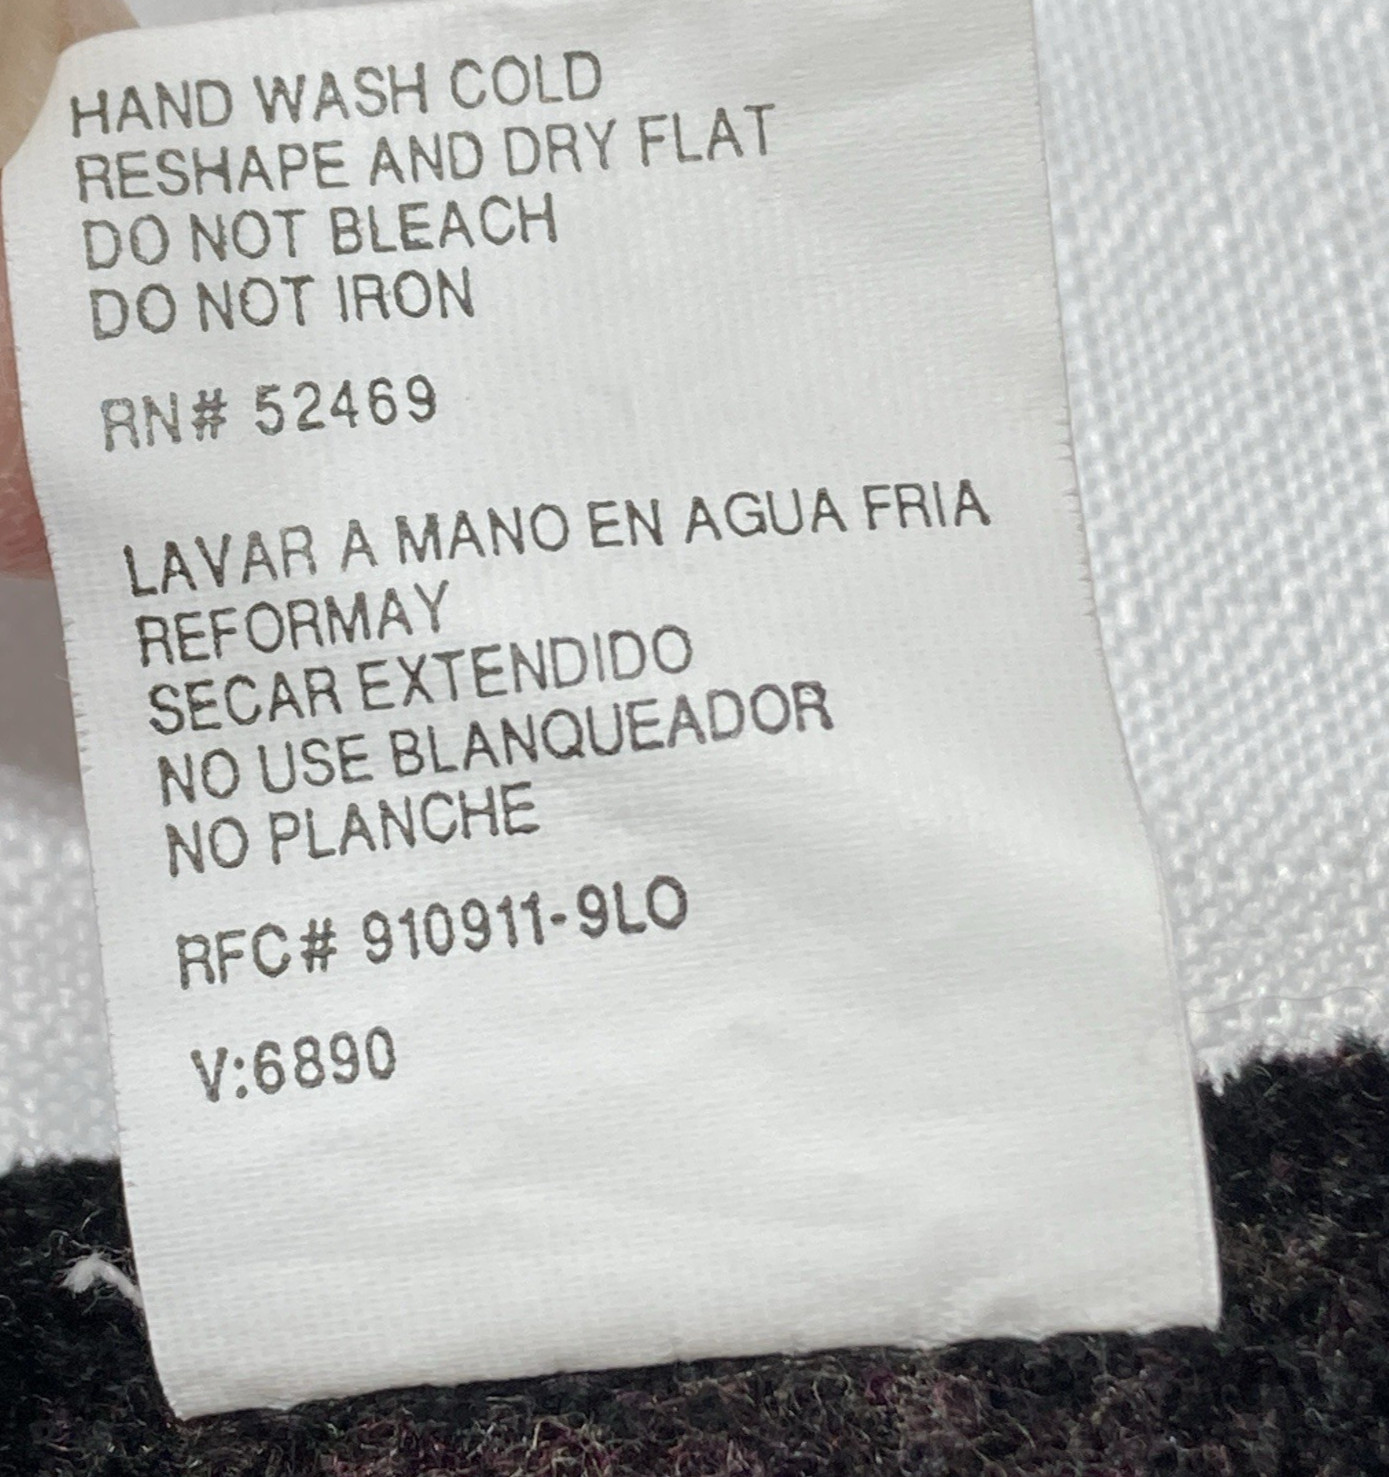 HAND WASH COLD
RESHAPE AND DRY FLAT
DO NOT BLEACH
DO NOT IRON
RN# 52469
LAVAR A MANO EN AGUA FRIA
REFORMAY
SECAR EXTENDIDO
NO USE BLANQUEADOR
NO PLANCHE
RFC# 910911-9LO
V:6890